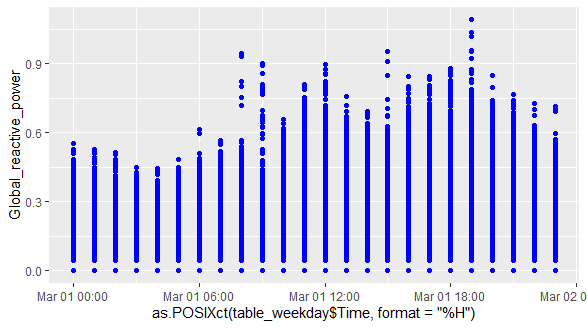 Global_reactive_power
0.9
0.6
0.3
0.0
Mar 01 00:00 Mar 01 06:00 Mar 01 12:00 Mar 01 18:00 Mar 02 0
as.POSIXct(table_weekday$Time, format = "%H")